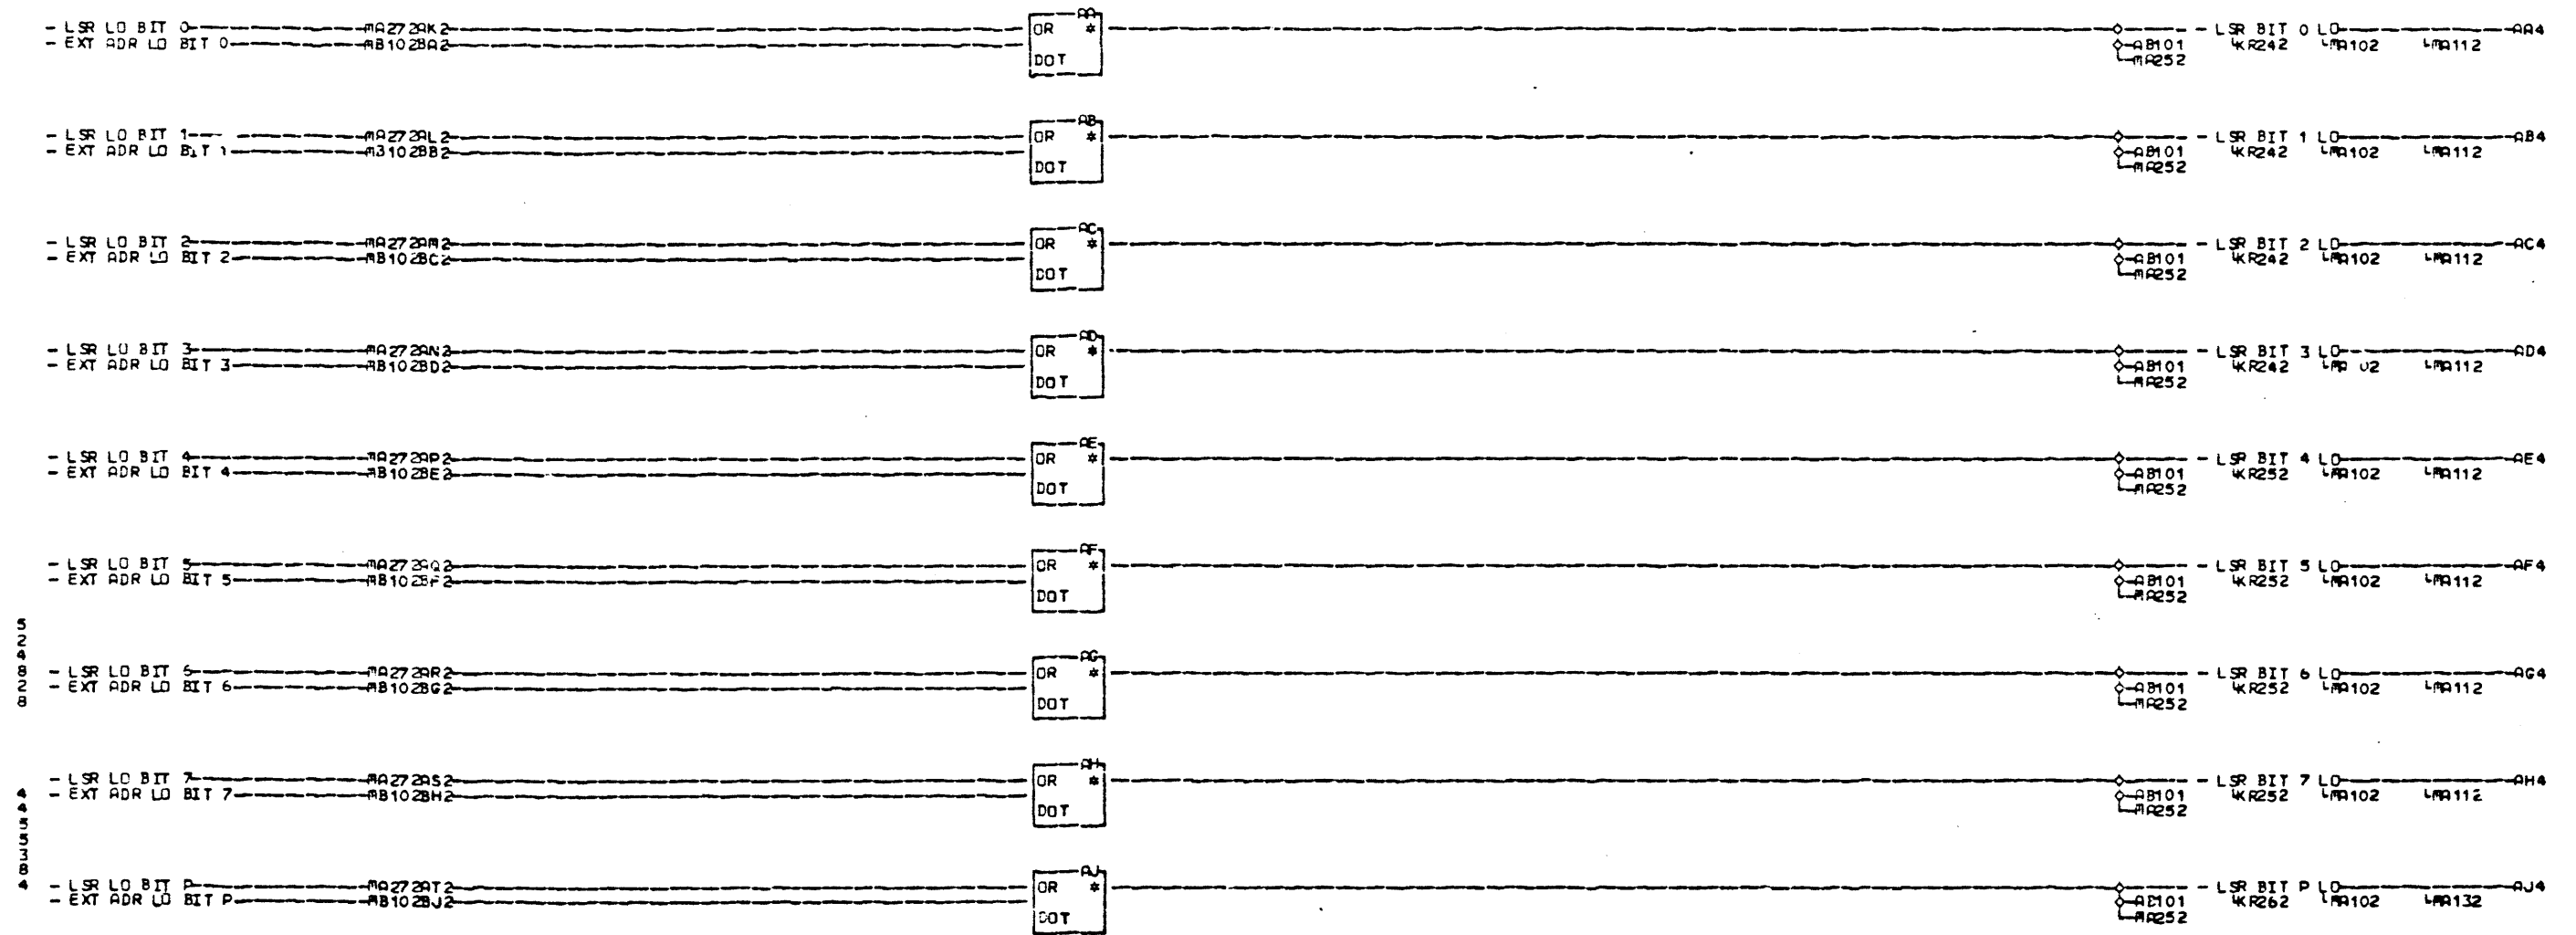 AA
- LSR LO BIT 0 MA272AK2 OR * - LSR BIT 0 LO AA4
- EXT ADR LO BIT 0 MB102BA2 AB101 KR242 MA102 MA112
DOT MA252
AB
- LSR LO BIT 1 MA272AL2 OR * - LSR BIT 1 LO AB4
- EXT ADR LO BIT 1 M3102BB2 AB101 KR242 MA102 MA112
DOT MA252
AC
- LSR LO BIT 2 MA272AM2 OR * - LSR BIT 2 LO AC4
- EXT ADR LO BIT 2 MB102BC2 AB101 KR242 MA102 MA112
DOT MA252
AD
- LSR LO BIT 3 MA272AN2 OR * - LSR BIT 3 LO AD4
- EXT ADR LO BIT 3 MB102BD2 AB101 KR242 MA112
DOT MA252
AE
- LSR LO BIT 4 MA272AP2 OR * - LSR BIT 4 LO AE4
- EXT ADR LO BIT 4 MB102BE2 AB101 KR252 MA102 MA112
DOT MA252
AF
- LSR LO BIT 5 MA272AQ2 OR * - LSR BIT 5 LO AF4
- EXT ADR LO BIT 5 MB102BF2 AB101 KR252 MA102 MA112
DOT MA252
524828
AG
- LSR LO BIT 6 MA272AR2 OR * - LSR BIT 6 LO AG4
- EXT ADR LO BIT 6 MB102BG2 AB101 KR252 MA102 MA112
DOT MA252
AH
- LSR LO BIT 7 MA272AS2 OR * - LSR BIT 7 LO AH4
- EXT ADR LO BIT 7 MB102BH2 AB101 KR252 MA102 MA112
DOT MA252
4455384
AJ
- LSR LO BIT P MA272AT2 OR * - LSR BIT P LO AJ4
- EXT ADR LO BIT P MB102BJ2 AB101 KR262 MA102 MA132
DOT MA252